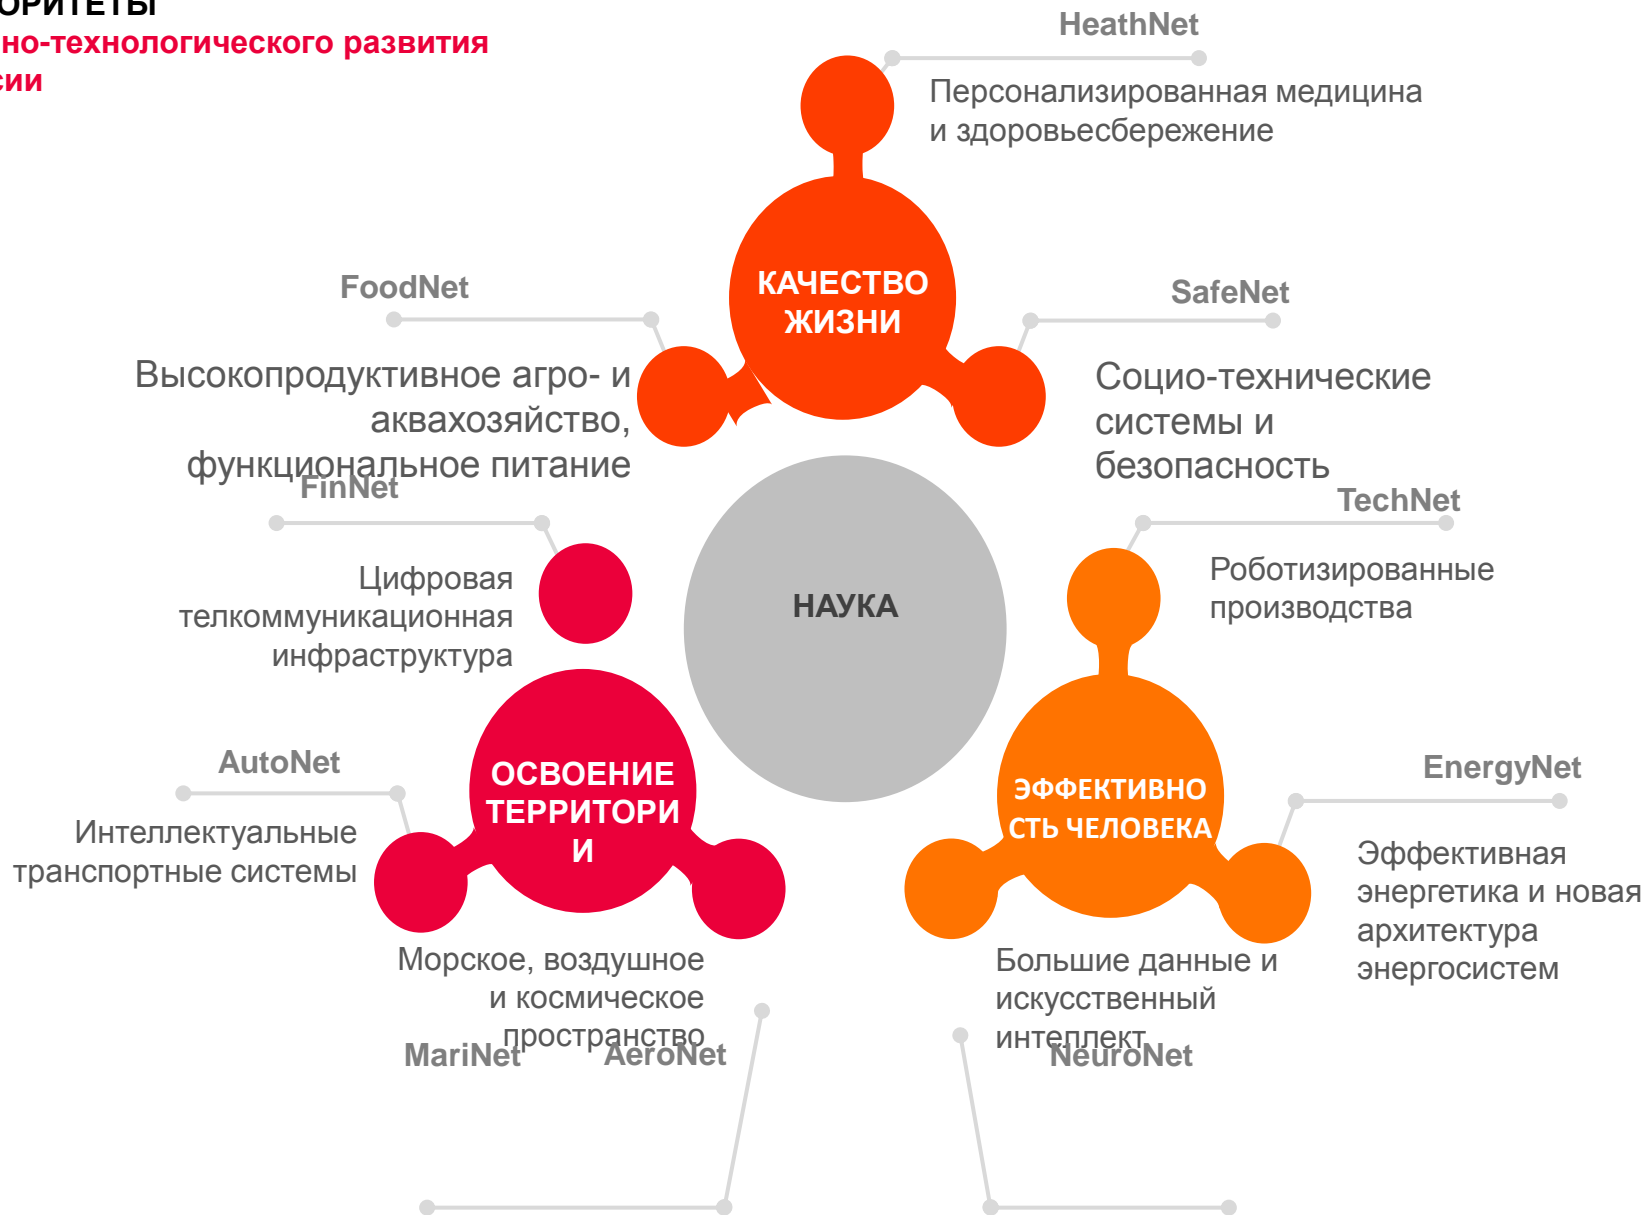 ОРИТЕТЫ
но-технологического развития
сии
HeathNet
Персонализированная медицина
и здоровьесбережение
КАЧЕСТВО
ЖИЗНИ
FoodNet
Высокопродуктивное агро- и
аквахозяйство,
функциональное питание
SafeNet
Социо-технические
системы и
безопасность
FinNet
Цифровая
телкоммуникационная
инфраструктура
НАУКА
TechNet
Роботизированные
производства
AutoNet
Интеллектуальные
транспортные системы
ОСВОЕНИЕ
ТЕРРИТОРИ
И
ЭФФЕКТИВНО
СТЬ ЧЕЛОВЕКА
EnergyNet
Эффективная
энергетика и новая
архитектура
энергосистем
Морское, воздушное
и космическое
пространство
MariNet AeroNet
Большие данные и
искусственный
интеллект
NeuroNet